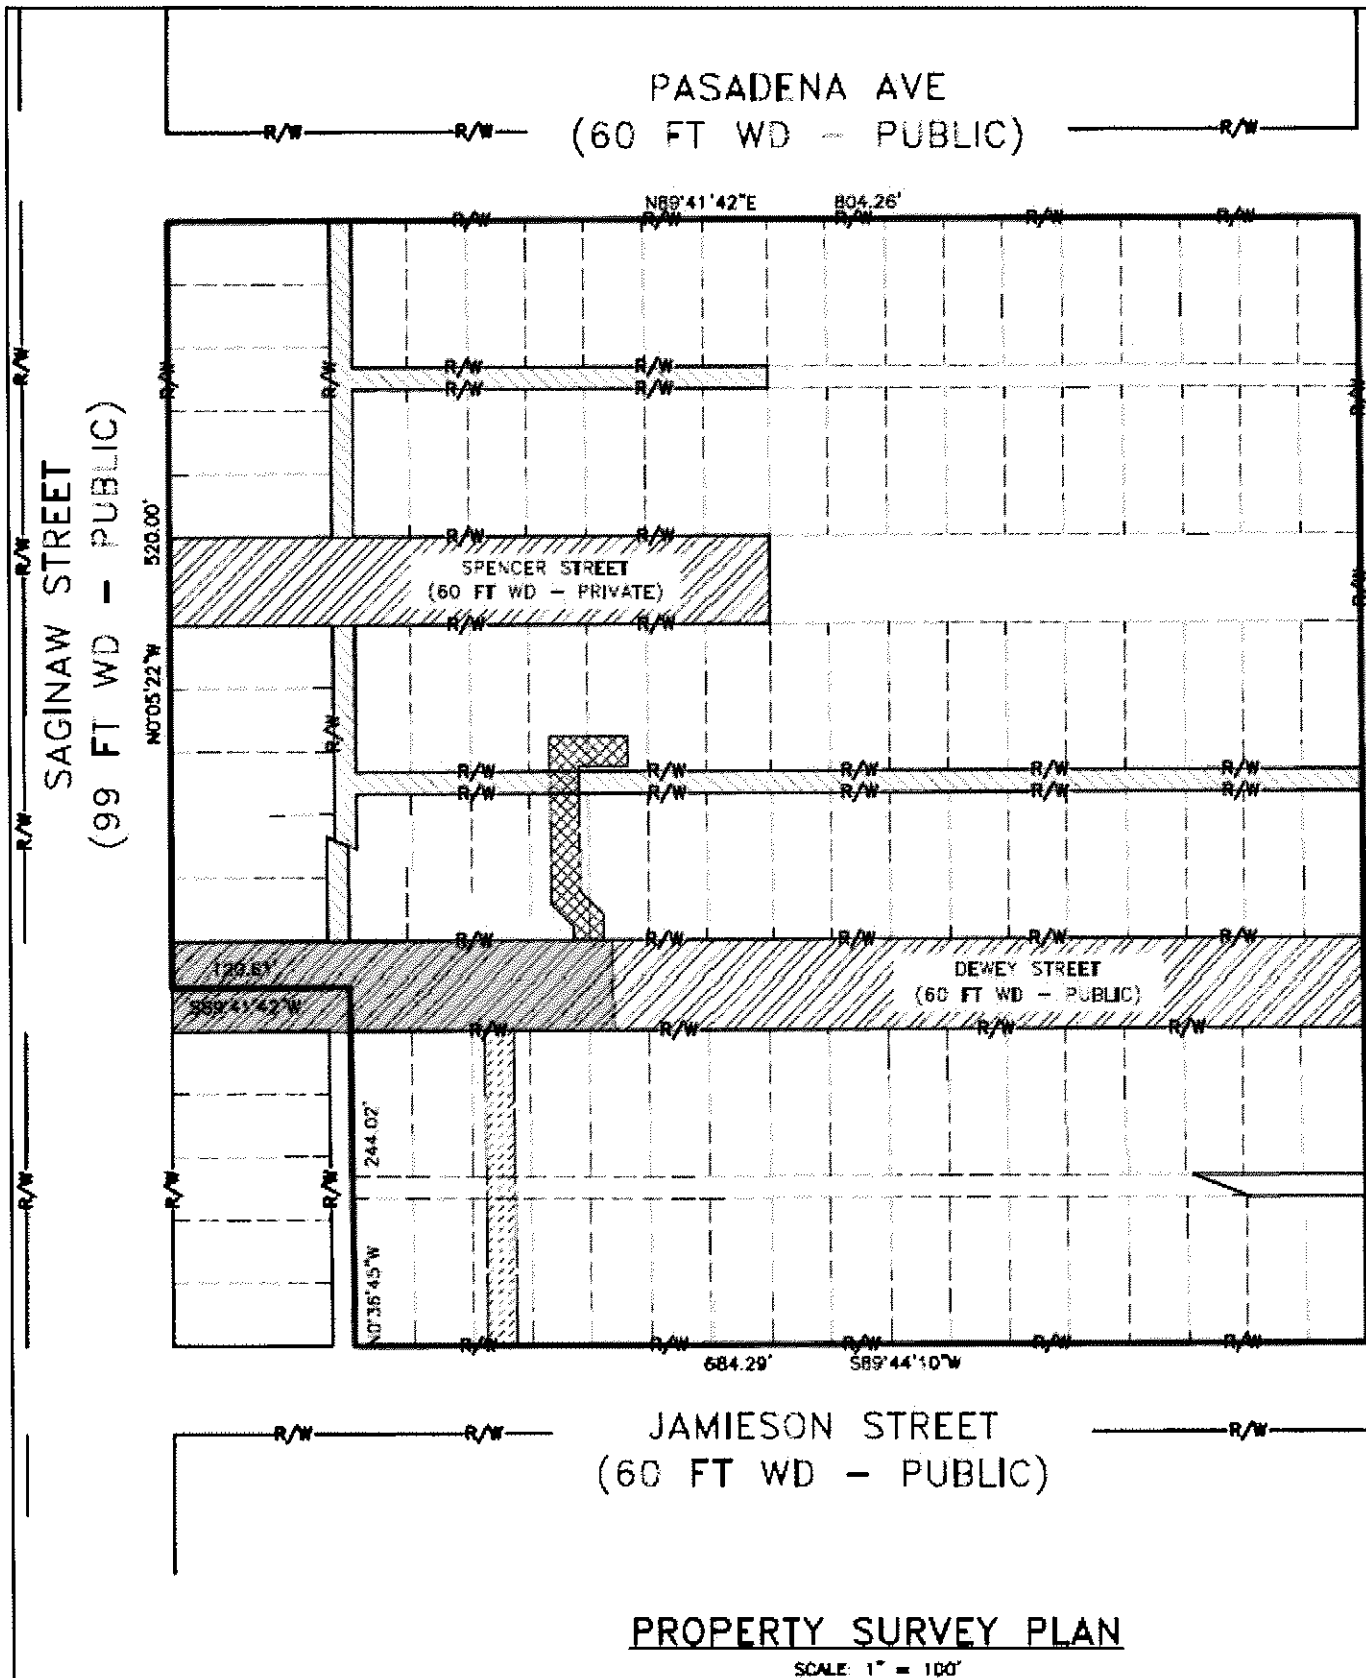 PASADENA AVE
R/W R/W (60 FT WD - PUBLIC) R/W
N89°41'42"E 804.26'
R/W R/W R/W R/W R/W
R/W R/W
R/W R/W R/W R/W R/W
R/W R/W
SAGINAW STREET
(99 FT WD - PUBLIC)
N0°05'22"W 520.00'
R/W R/W
R/W R/W
SPENCER STREET
(60 FT WD - PRIVATE)
R/W R/W
R/W
R/W R/W R/W R/W R/W
R/W R/W R/W R/W R/W
R/W
R/W R/W R/W R/W R/W
DEWEY STREET
(60 FT WD - PUBLIC)
S89°41'42"W
R/W R/W R/W R/W
N0°36'45"W 244.02'
R/W R/W R/W
R/W R/W R/W R/W R/W
684.29' S89°44'10"W
JAMIESON STREET
R/W R/W R/W
(60 FT WD - PUBLIC)
PROPERTY SURVEY PLAN
SCALE: 1" = 100'